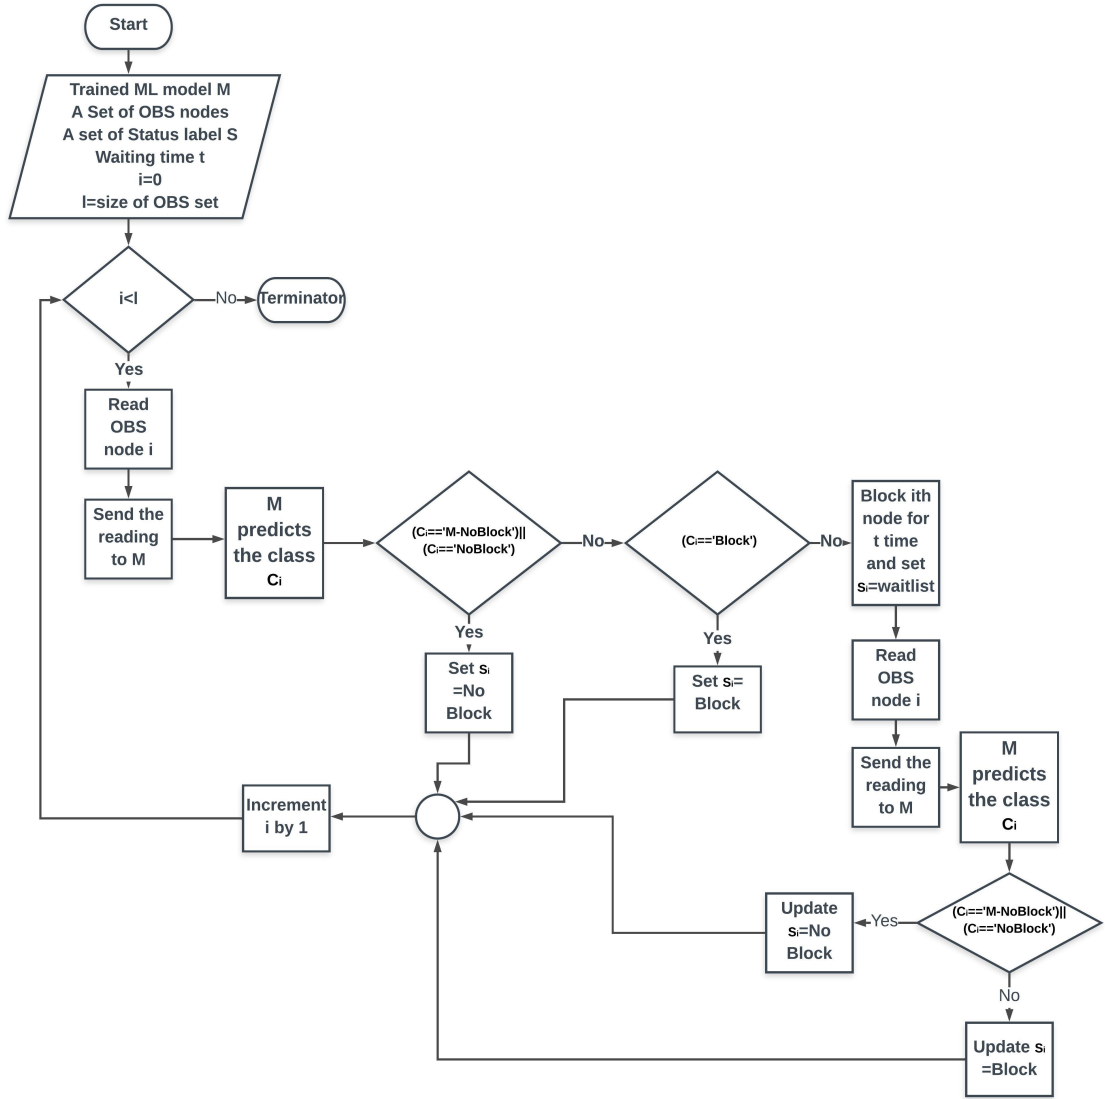 Start
Trained ML model M
A Set of OBS nodes
A set of Status label S
Waiting time t
i=0
l=size of OBS set
i<l
No
Terminator
Yes
Read
OBS
node i
Send the
reading
to M
M
predicts
the class
Cᵢ
(Cᵢ=='M-NoBlock')||
(Cᵢ=='NoBlock')
No
(Cᵢ=='Block')
No
Block ith
node for
t time
and set
sᵢ=waitlist
Yes
Set sᵢ
=No
Block
Yes
Set sᵢ=
Block
Read
OBS
node i
Send the
reading
to M
M
predicts
the class
Cᵢ
Increment
i by 1
(Cᵢ=='M-NoBlock')||
(Cᵢ=='NoBlock')
Yes
Update
sᵢ=No
Block
No
Update sᵢ
=Block